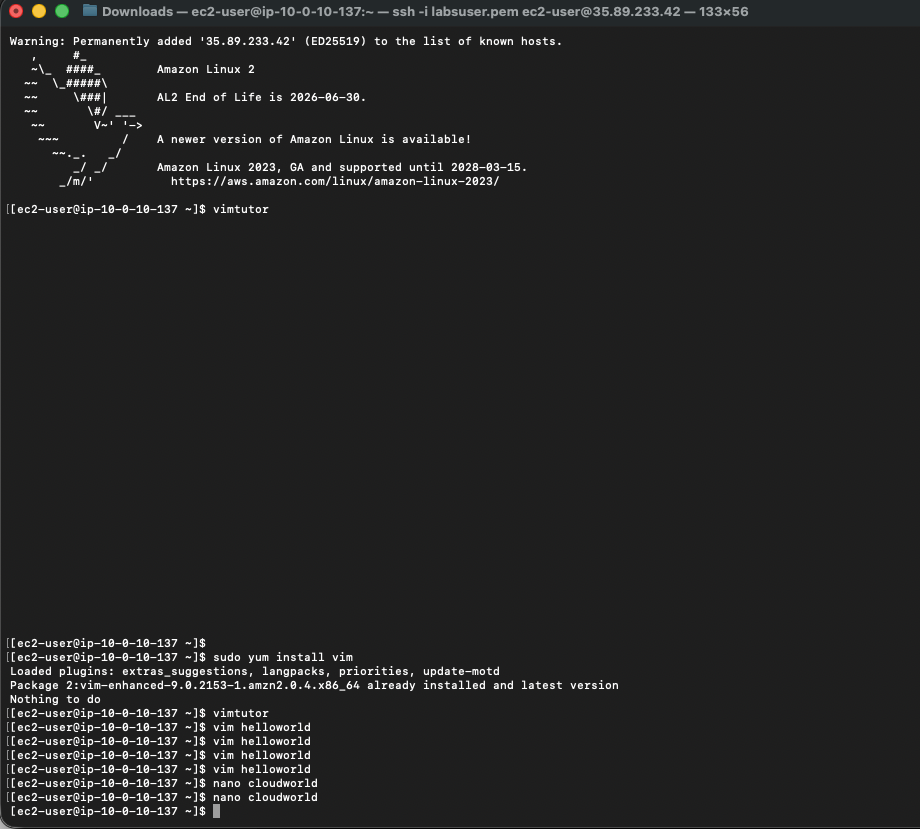 Downloads — ec2-user@ip-10-0-10-137:~ — ssh -i labsuser.pem ec2-user@35.89.233.42 — 133×56
Warning: Permanently added '35.89.233.42' (ED25519) to the list of known hosts.
   ,     #_
   ~\_  ####_        Amazon Linux 2
  ~~  \_#####\
  ~~     \###|       AL2 End of Life is 2026-06-30.
  ~~       \#/ ___
   ~~       V~' '->
    ~~~         /    A newer version of Amazon Linux is available!
      ~~._.   _/
         _/ _/       Amazon Linux 2023, GA and supported until 2028-03-15.
       _/m/'           https://aws.amazon.com/linux/amazon-linux-2023/
[[ec2-user@ip-10-0-10-137 ~]$ vimtutor
[[ec2-user@ip-10-0-10-137 ~]$
[[ec2-user@ip-10-0-10-137 ~]$ sudo yum install vim
Loaded plugins: extras_suggestions, langpacks, priorities, update-motd
Package 2:vim-enhanced-9.0.2153-1.amzn2.0.4.x86_64 already installed and latest version
Nothing to do
[[ec2-user@ip-10-0-10-137 ~]$ vimtutor
[[ec2-user@ip-10-0-10-137 ~]$ vim helloworld
[[ec2-user@ip-10-0-10-137 ~]$ vim helloworld
[[ec2-user@ip-10-0-10-137 ~]$ vim helloworld
[[ec2-user@ip-10-0-10-137 ~]$ vim helloworld
[[ec2-user@ip-10-0-10-137 ~]$ nano cloudworld
[[ec2-user@ip-10-0-10-137 ~]$ nano cloudworld
[ec2-user@ip-10-0-10-137 ~]$